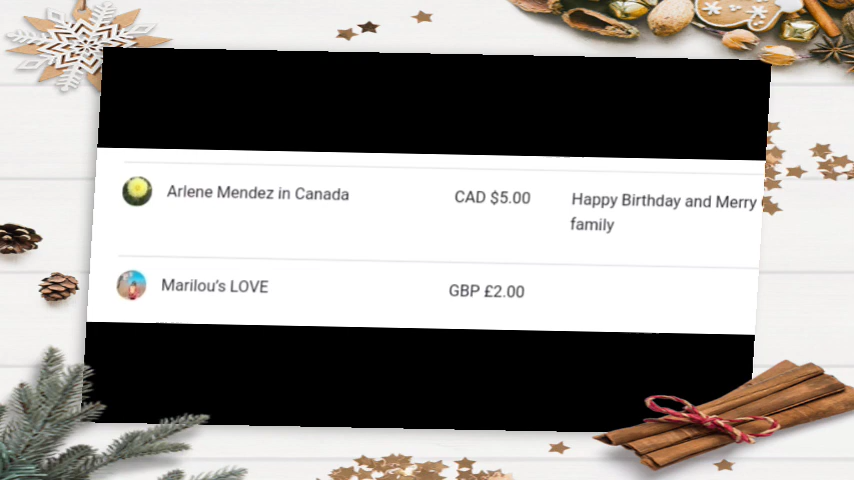 Arlene Mendez in Canada CAD $5.00 Happy Birthday and Merry
family
Marilou's LOVE GBP £2.00